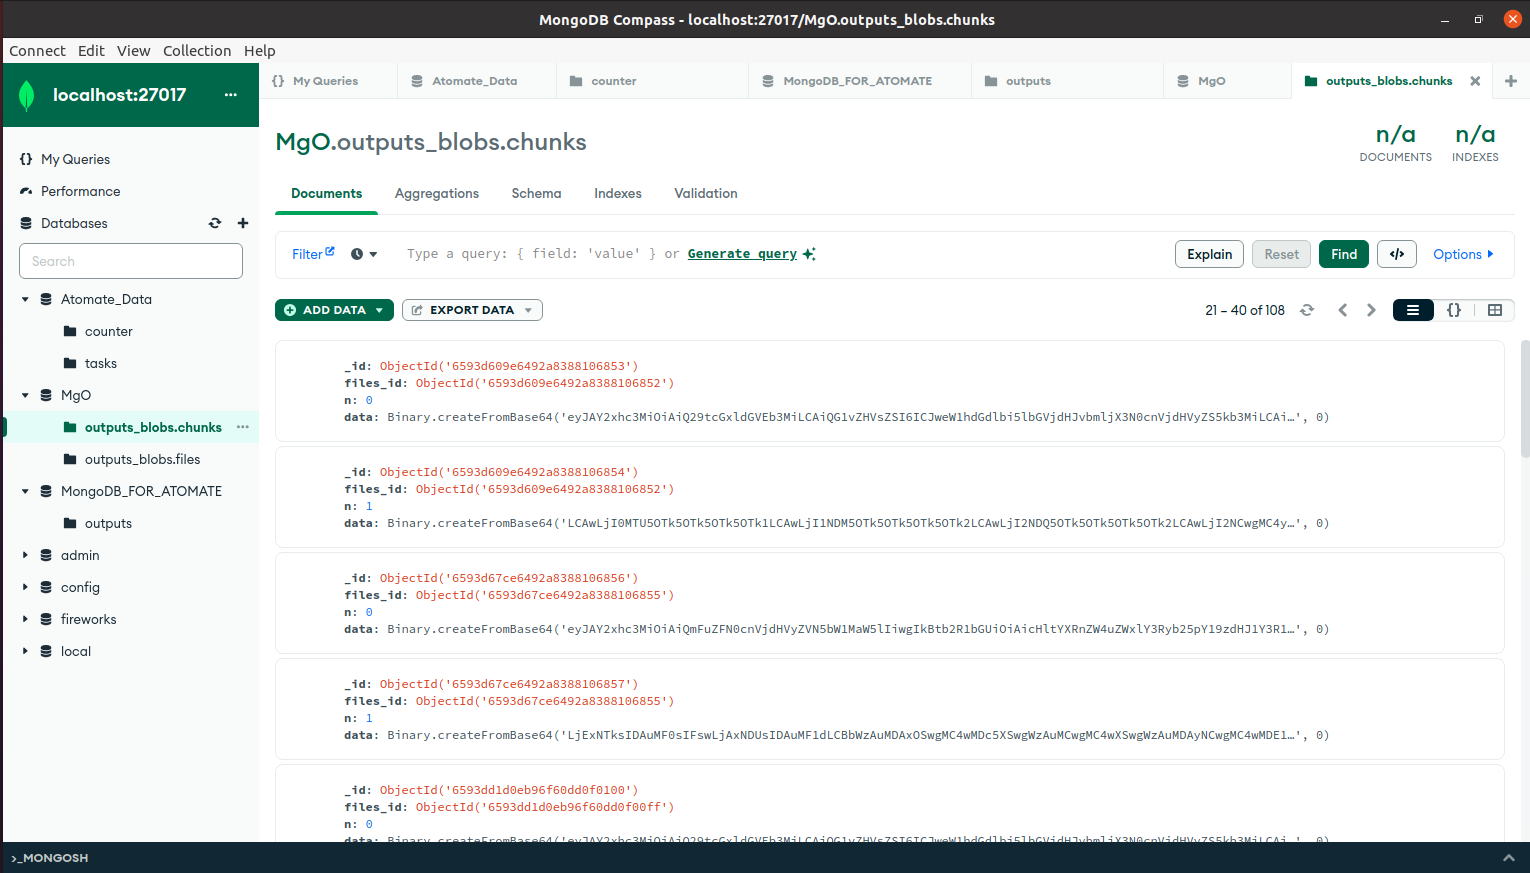 MongoDB Compass - localhost:27017/MgO.outputs_blobs.chunks
Connect Edit View Collection Help
localhost:27017 ...
{} My Queries
Atomate_Data
counter
MongoDB_FOR_ATOMATE
outputs
MgO
outputs_blobs.chunks
My Queries
Performance
Databases
Search
Atomate_Data
counter
tasks
MgO
outputs_blobs.chunks ...
outputs_blobs.files
MongoDB_FOR_ATOMATE
outputs
admin
config
fireworks
local
MgO.outputs_blobs.chunks
n/a
DOCUMENTS
n/a
INDEXES
Documents Aggregations Schema Indexes Validation
Filter Type a query: { field: 'value' } or Generate query Explain Reset Find </> Options
ADD DATA EXPORT DATA 21 – 40 of 108 {}
_id: ObjectId('6593d609e6492a8388106853')
files_id: ObjectId('6593d609e6492a8388106852')
n: 0
data: Binary.createFromBase64('eyJAY2xhc3MiOiAiQ29tcGxldGVEb3MiLCAiQG1vZHVsZSI6ICJweW1hdGdlbi5lbGVjdHJvbmljX3N0cnVjdHVyZS5kb3MiLCAi…', 0)
_id: ObjectId('6593d609e6492a8388106854')
files_id: ObjectId('6593d609e6492a8388106852')
n: 1
data: Binary.createFromBase64('LCAwLjI0MTU5OTk5OTk5OTk5OTk1LCAwLjI1NDM5OTk5OTk5OTk5OTk2LCAwLjI2NDQ5OTk5OTk5OTk5OTk2LCAwLjI2NCwgMC4y…', 0)
_id: ObjectId('6593d67ce6492a8388106856')
files_id: ObjectId('6593d67ce6492a8388106855')
n: 0
data: Binary.createFromBase64('eyJAY2xhc3MiOiAiQmFuZFN0cnVjdHVyZVN5bW1MaW5lIiwgIkBtb2R1bGUiOiAicHltYXRnZW4uZWxlY3Ryb25pY19zdHJ1Y3R1…', 0)
_id: ObjectId('6593d67ce6492a8388106857')
files_id: ObjectId('6593d67ce6492a8388106855')
n: 1
data: Binary.createFromBase64('LjExNTksIDAuMF0sIFswLjAxNDUsIDAuMF1dLCBbWzAuMDAxOSwgMC4wMDc5XSwgWzAuMCwgMC4wXSwgWzAuMDAyNCwgMC4wMDE1…', 0)
_id: ObjectId('6593dd1d0eb96f60dd0f0100')
files_id: ObjectId('6593dd1d0eb96f60dd0f00ff')
n: 0
data: Binary.createFromBase64('eyJAY2xhc3MiOiAiQ29tcGxldGVEb3MiLCAiQG1vZHVsZSI6ICJweW1hdGdlbi5lbGVjdHJvbmljX3N0cnVjdHVyZS5kb3MiLCAi…', 0)
>_MONGOSH